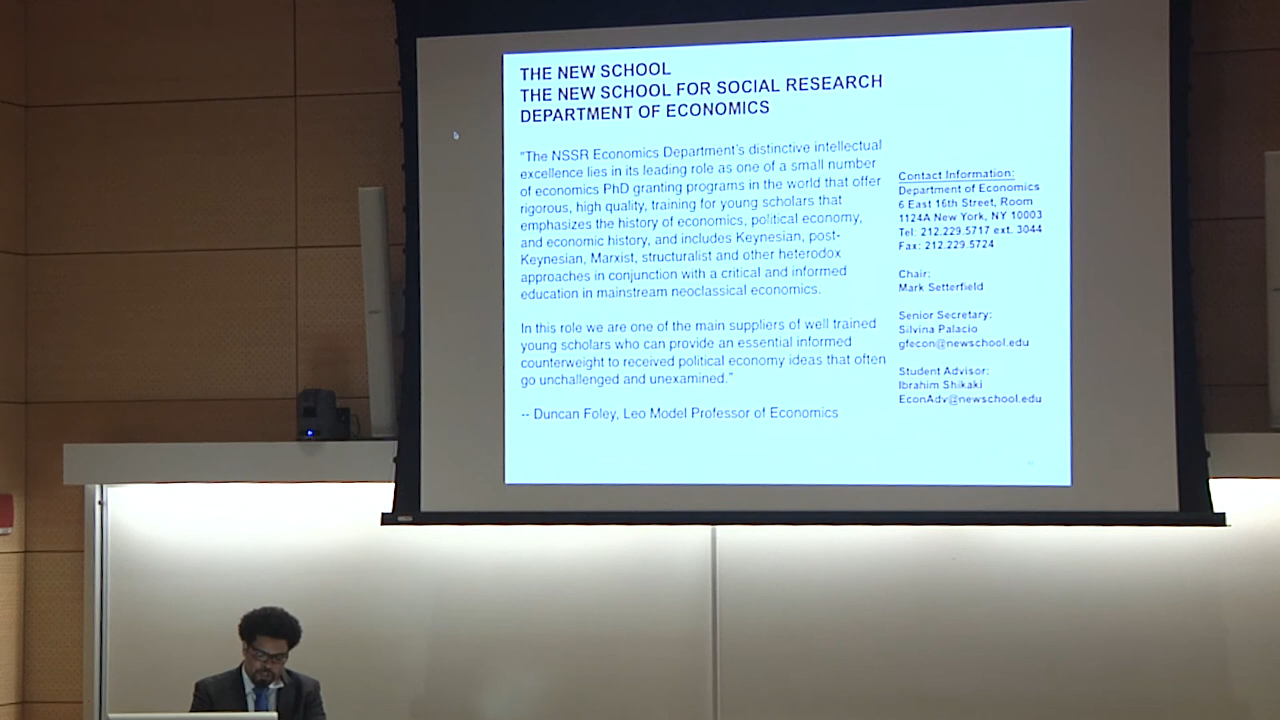 THE NEW SCHOOL
THE NEW SCHOOL FOR SOCIAL RESEARCH
DEPARTMENT OF ECONOMICS
"The NSSR Economics Department's distinctive intellectual
excellence lies in its leading role as one of a small number
of economics PhD granting programs in the world that offer
rigorous, high quality, training for young scholars that
emphasizes the history of economics, political economy,
and economic history, and includes Keynesian, post-
Keynesian, Marxist, structuralist and other heterodox
approaches in conjunction with a critical and informed
education in mainstream neoclassical economics.
In this role we are one of the main suppliers of well trained
young scholars who can provide an essential informed
counterweight to received political economy ideas that often
go unchallenged and unexamined."
-- Duncan Foley, Leo Model Professor of Economics
Contact Information:
Department of Economics
6 East 16th Street, Room
1124A New York, NY 10003
Tel: 212.229.5717 ext. 3044
Fax: 212.229.5724
Chair:
Mark Setterfield
Senior Secretary:
Silvina Palacio
gfecon@newschool.edu
Student Advisor:
Ibrahim Shikaki
EconAdv@newschool.edu